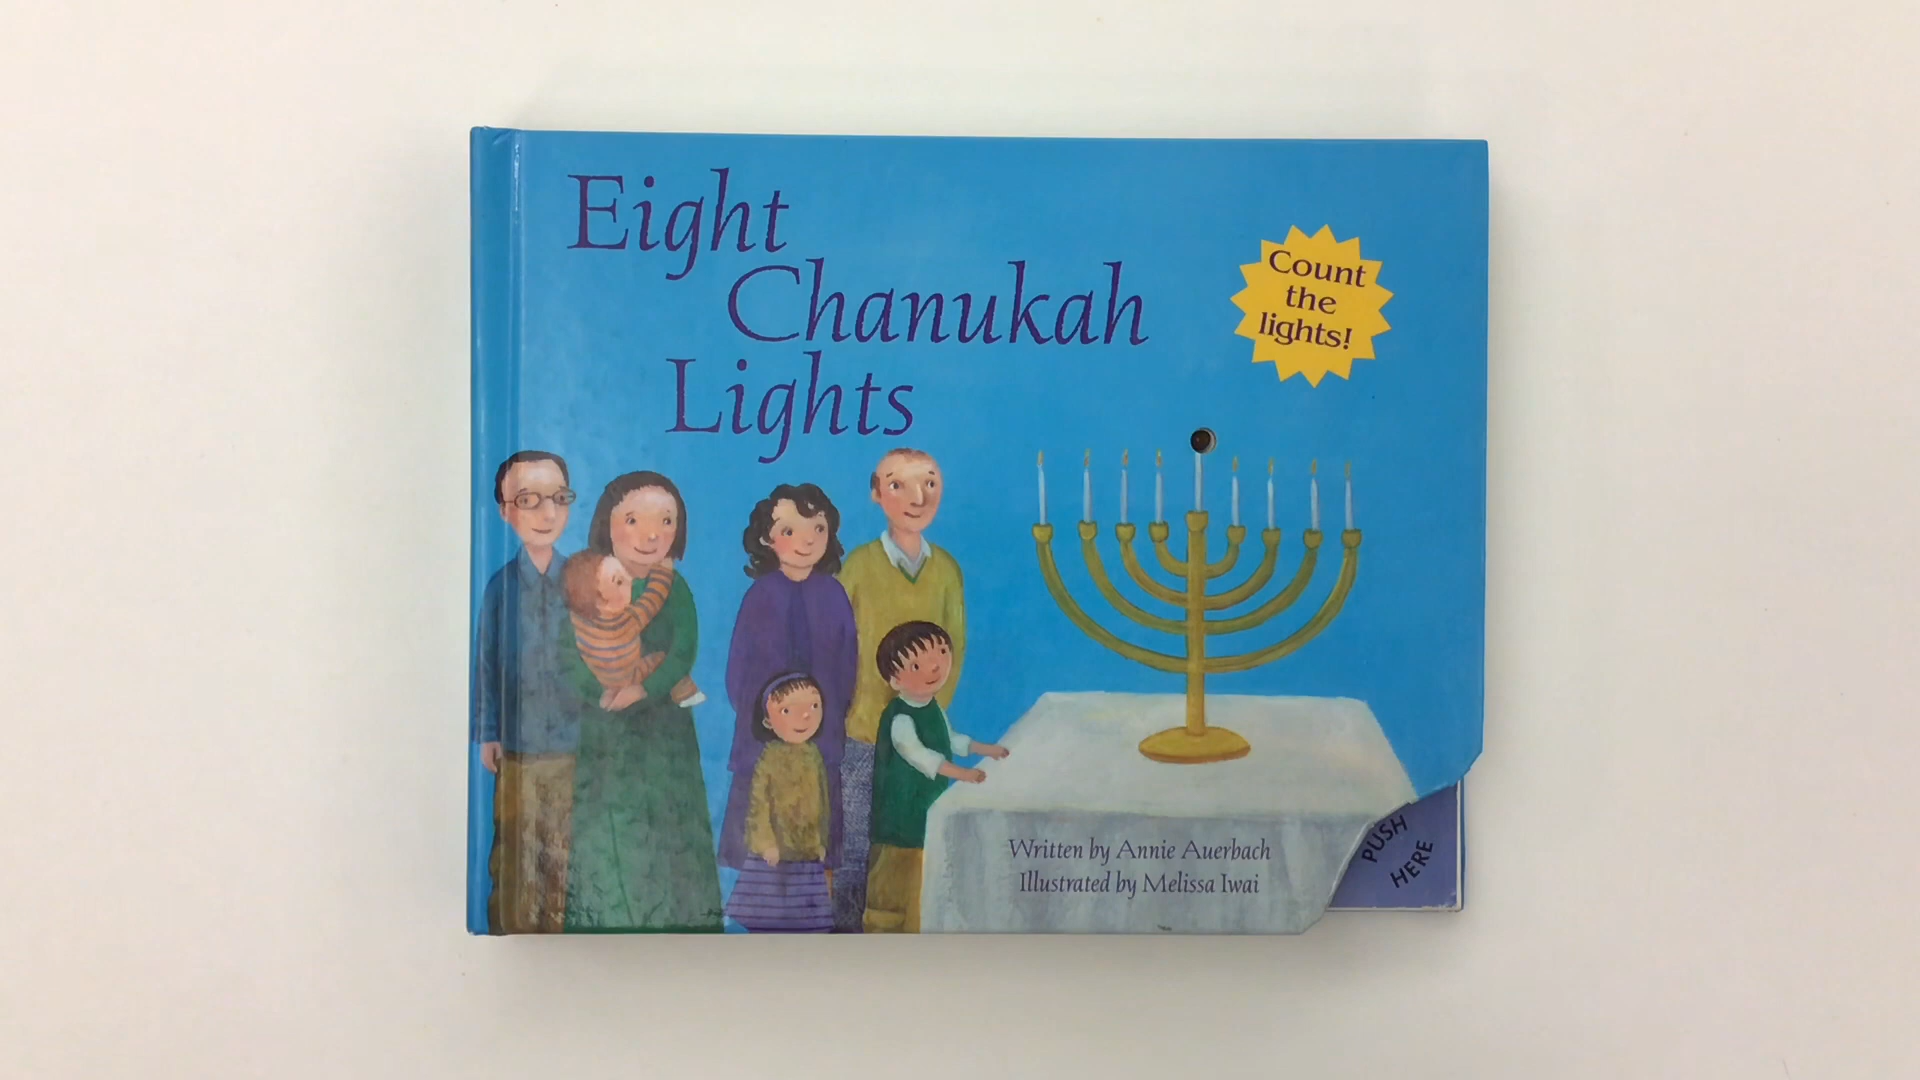 Eight
Chanukah
Lights
Count
the
lights!
Written by Annie Auerbach
Illustrated by Melissa Iwai
PUSH
HERE